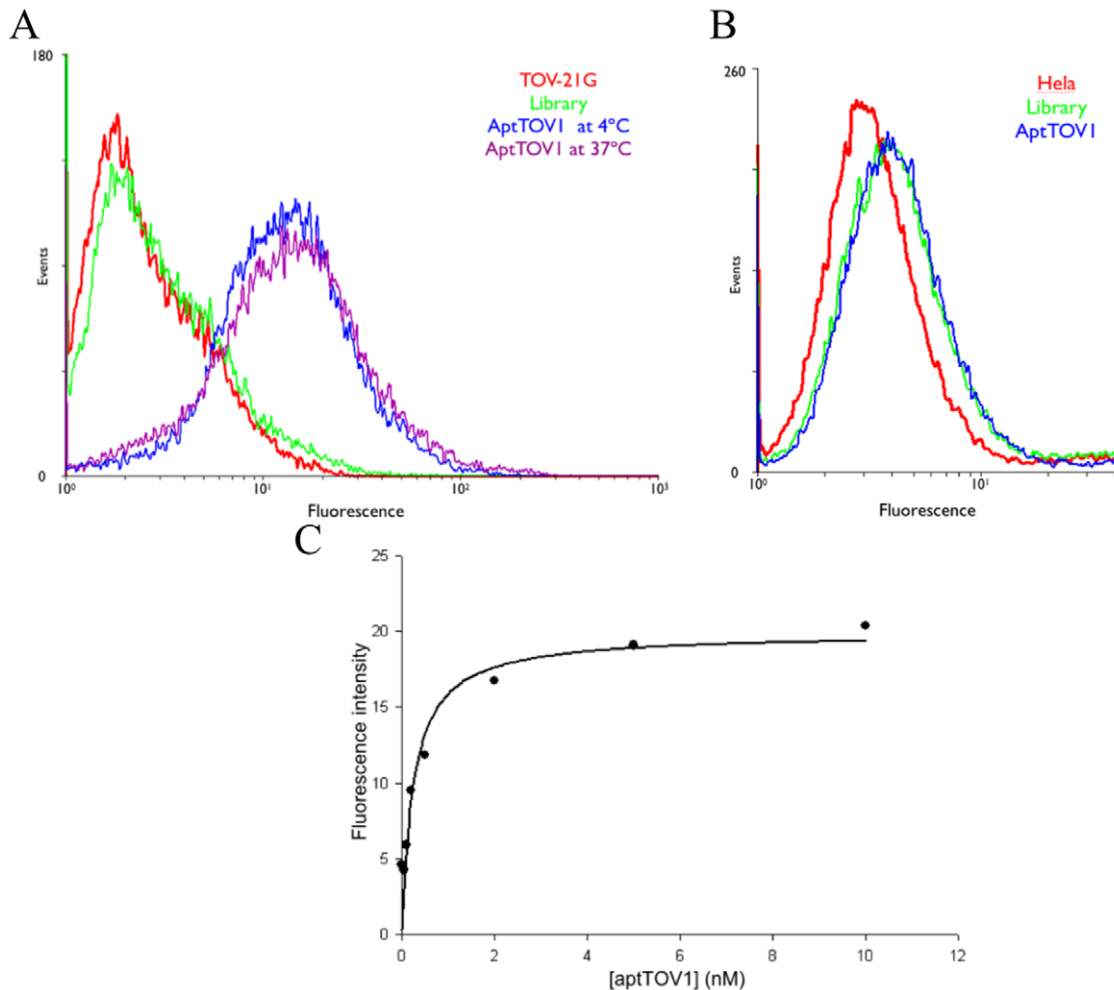 A
180
TOV-21G
Library
AptTOV1 at 4ºC
AptTOV1 at 37ºC
Events
0
10⁰
10¹
10²
10³
Fluorescence
B
260
Hela
Library
AptTOV1
Events
0
10⁰
10¹
Fluorescence
C
25
20
15
10
5
0
Fluorescence intensity
0
2
4
6
8
10
12
[aptTOV1] (nM)